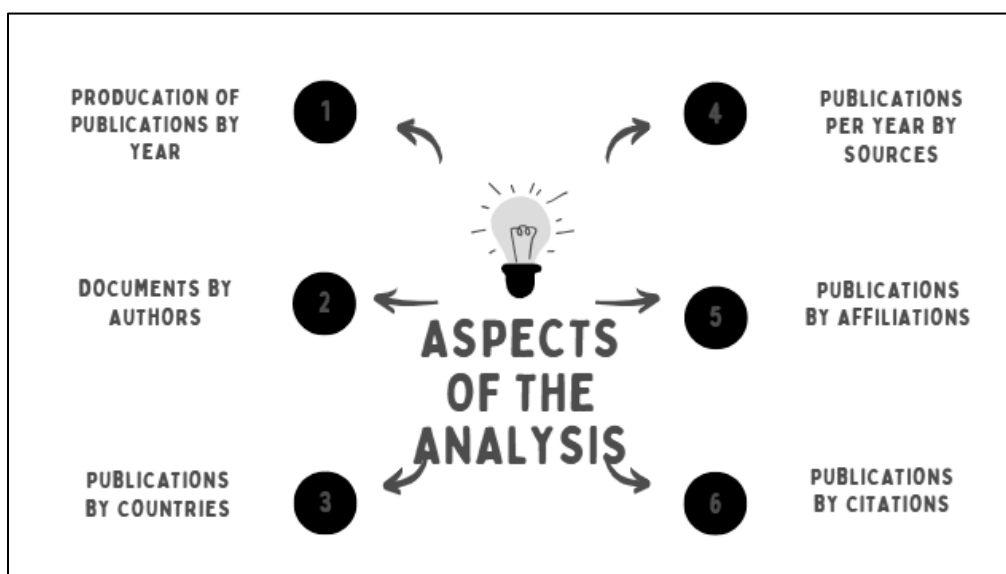 PRODUCATION OF
PUBLICATIONS BY
YEAR
1
DOCUMENTS BY
AUTHORS
2
PUBLICATIONS
BY COUNTRIES
3
ASPECTS
OF THE
ANALYSIS
4
PUBLICATIONS
PER YEAR BY
SOURCES
5
PUBLICATIONS
BY AFFILIATIONS
6
PUBLICATIONS
BY CITATIONS